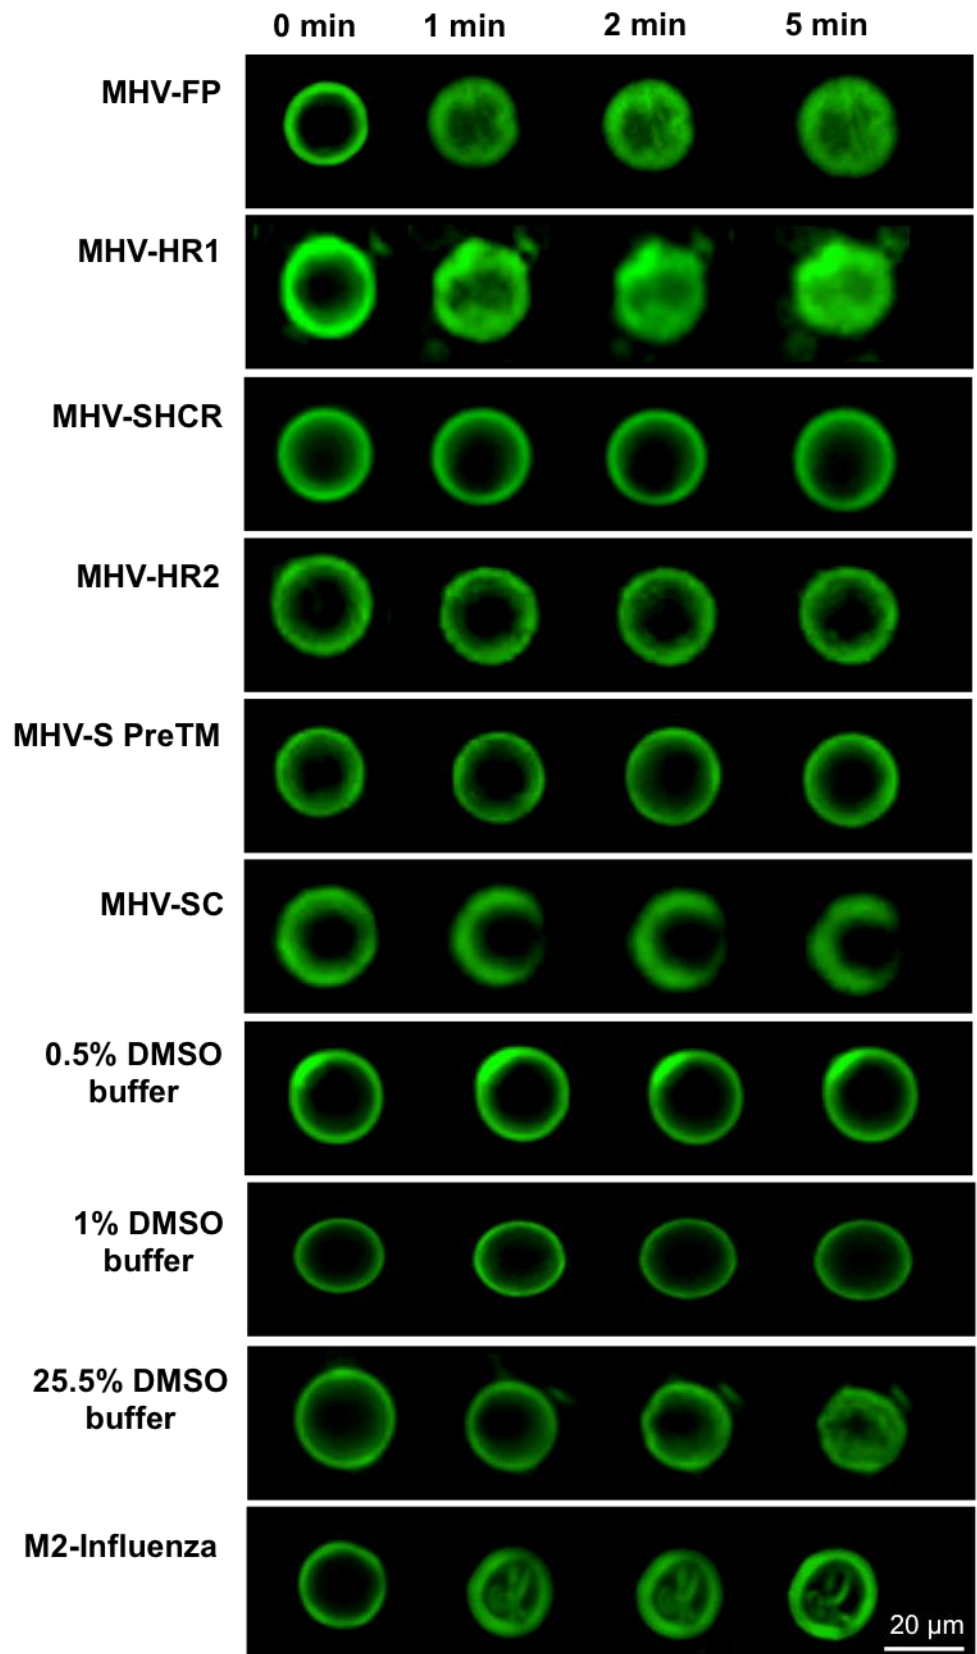 0 min 1 min 2 min 5 min
MHV-FP
MHV-HR1
MHV-SHCR
MHV-HR2
MHV-S PreTM
MHV-SC
0.5% DMSO
buffer
1% DMSO
buffer
25.5% DMSO
buffer
M2-Influenza
20 μm